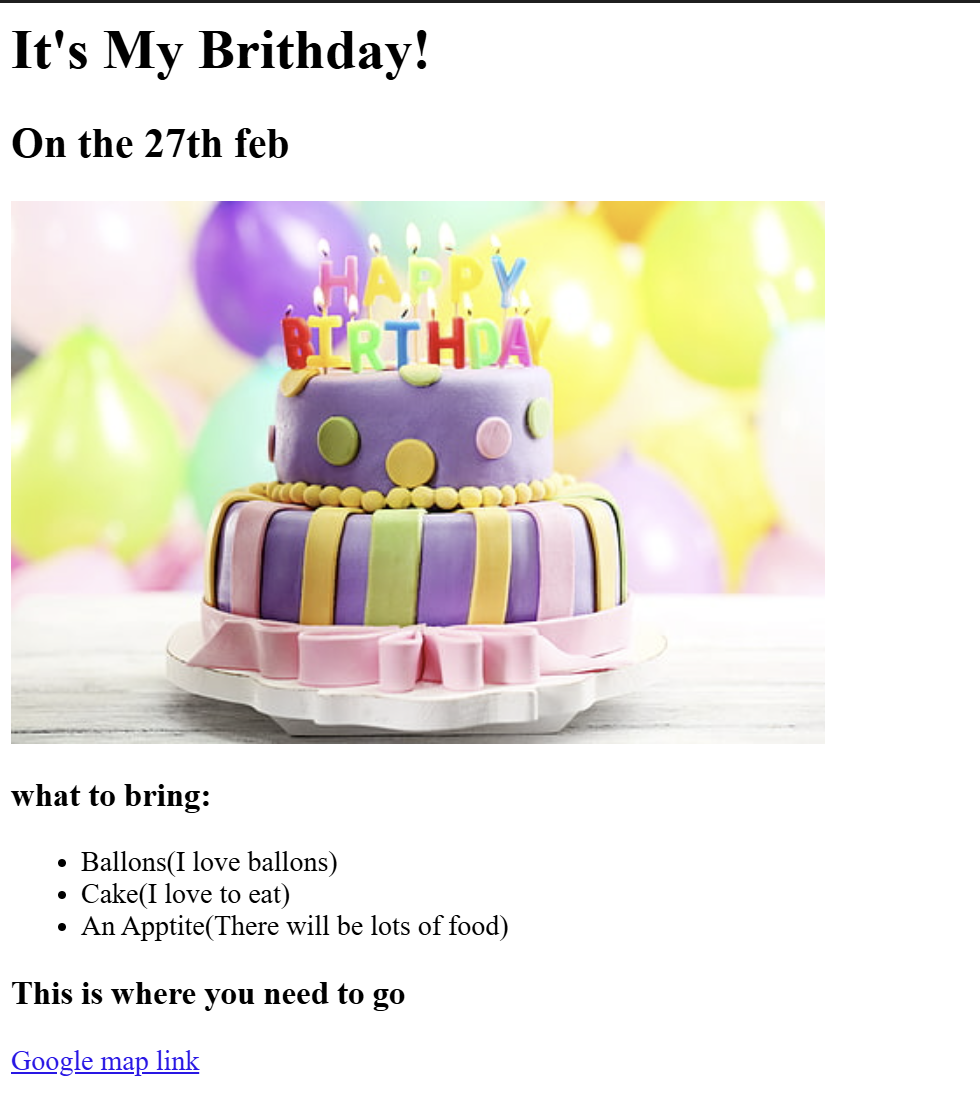 It's My Brithday!
On the 27th feb
HAPPY
BIRTHDAY
what to bring:
Ballons(I love ballons)
Cake(I love to eat)
An Apptite(There will be lots of food)
This is where you need to go
Google map link